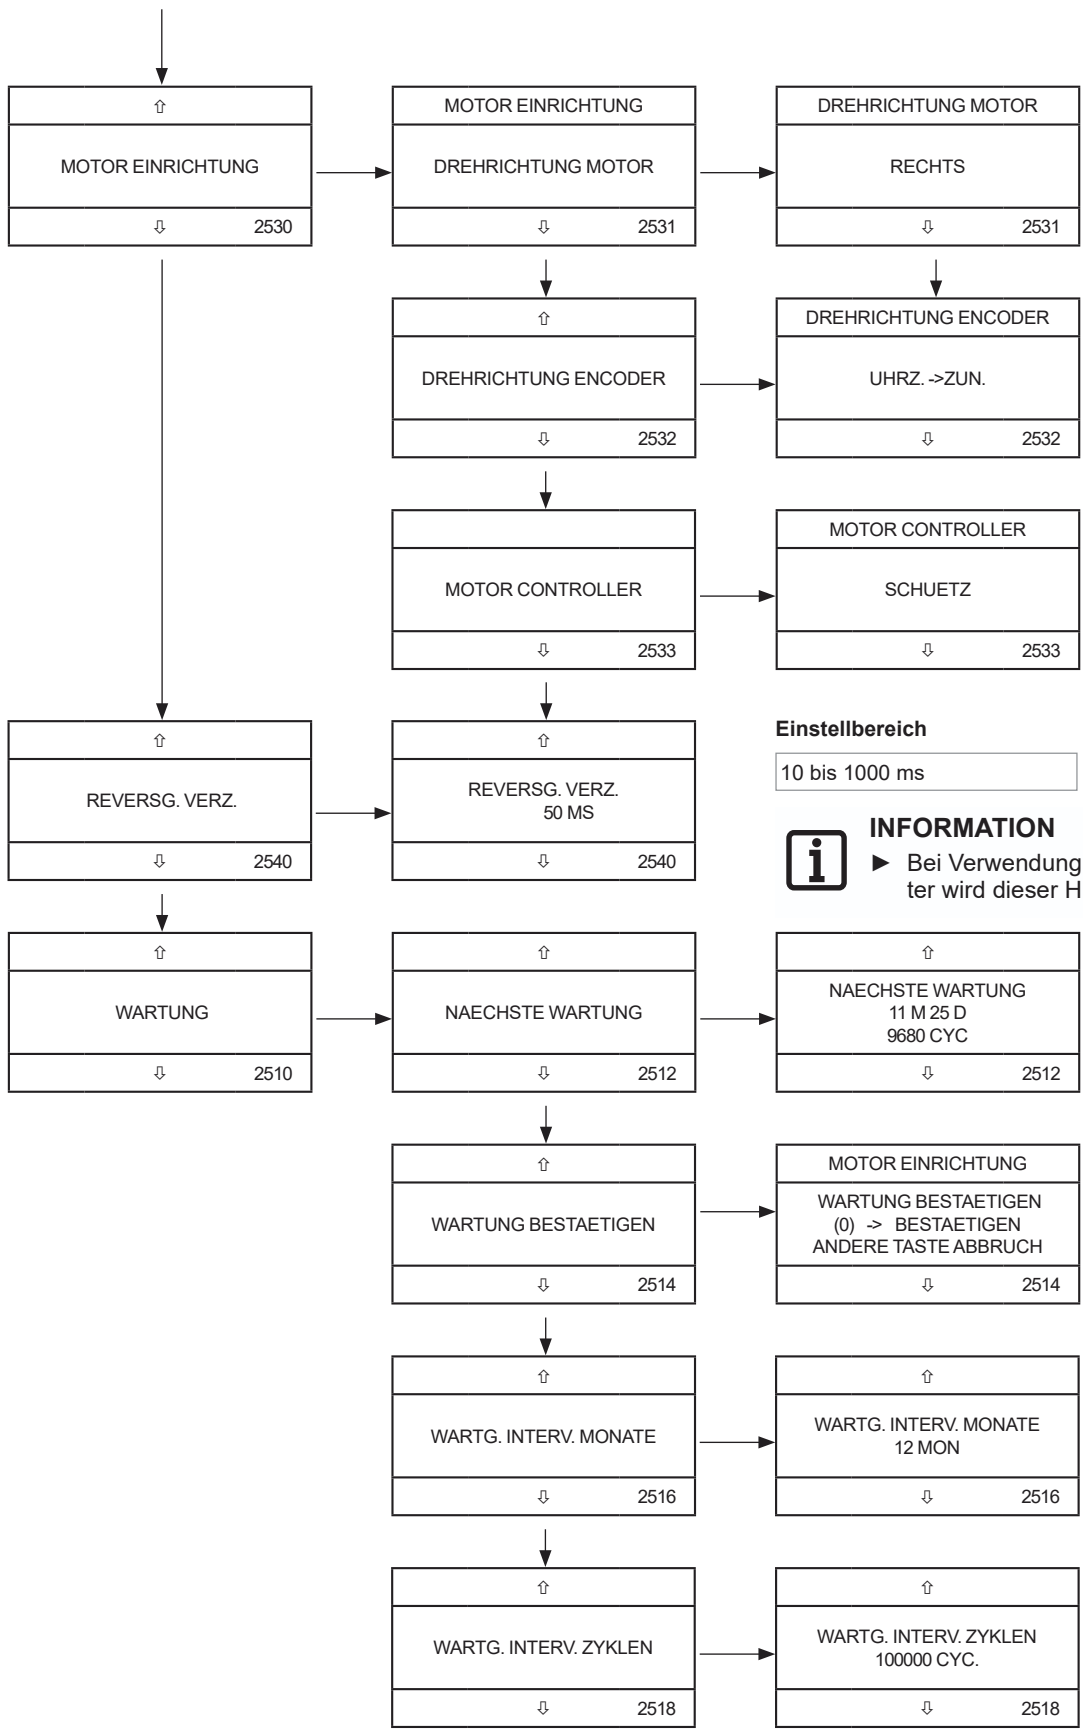 ⇧
MOTOR EINRICHTUNG
⇩ 2530
MOTOR EINRICHTUNG
DREHRICHTUNG MOTOR
⇩ 2531
DREHRICHTUNG MOTOR
RECHTS
⇩ 2531
⇧
DREHRICHTUNG ENCODER
⇩ 2532
DREHRICHTUNG ENCODER
UHRZ. ->ZUN.
⇩ 2532
MOTOR CONTROLLER
⇩ 2533
MOTOR CONTROLLER
SCHUETZ
⇩ 2533
⇧
REVERSG. VERZ.
⇩ 2540
⇧
REVERSG. VERZ.
50 MS
⇩ 2540
Einstellbereich
10 bis 1000 ms
INFORMATION
► Bei Verwendung
ter wird dieser H
⇧
WARTUNG
⇩ 2510
⇧
NAECHSTE WARTUNG
⇩ 2512
⇧
NAECHSTE WARTUNG
11 M 25 D
9680 CYC
⇩ 2512
⇧
WARTUNG BESTAETIGEN
⇩ 2514
MOTOR EINRICHTUNG
WARTUNG BESTAETIGEN
(0) -> BESTAETIGEN
ANDERE TASTE ABBRUCH
⇩ 2514
⇧
WARTG. INTERV. MONATE
⇩ 2516
⇧
WARTG. INTERV. MONATE
12 MON
⇩ 2516
⇧
WARTG. INTERV. ZYKLEN
⇩ 2518
⇧
WARTG. INTERV. ZYKLEN
100000 CYC.
⇩ 2518